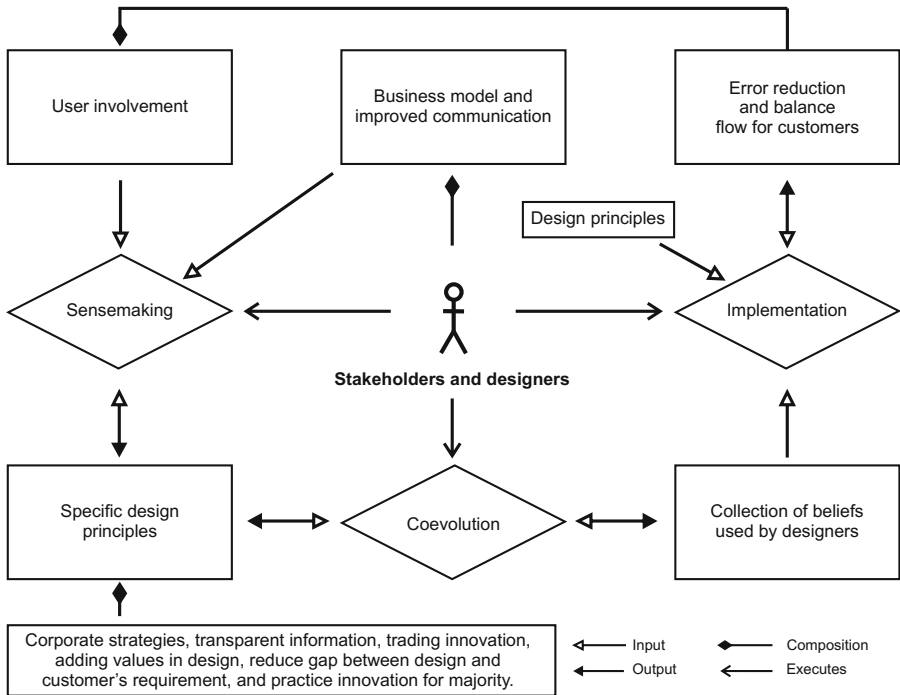 User involvement
Business model and
improved communication
Error reduction
and balance
flow for customers
Design principles
Sensemaking
Implementation
Stakeholders and designers
Specific design
principles
Coevolution
Collection of beliefs
used by designers
Corporate strategies, transparent information, trading innovation,
adding values in design, reduce gap between design and
customer's requirement, and practice innovation for majority.
Input
Composition
Output
Executes